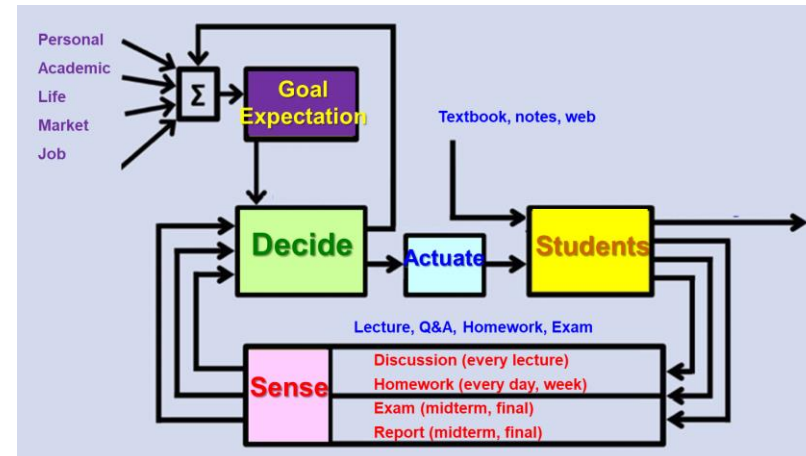 Personal
Academic
Life
Market
Job
Σ
Goal
Expectation
Textbook, notes, web
Decide
Actuate
Students
Lecture, Q&A, Homework, Exam
Sense
Discussion (every lecture)
Homework (every day, week)
Exam (midterm, final)
Report (midterm, final)